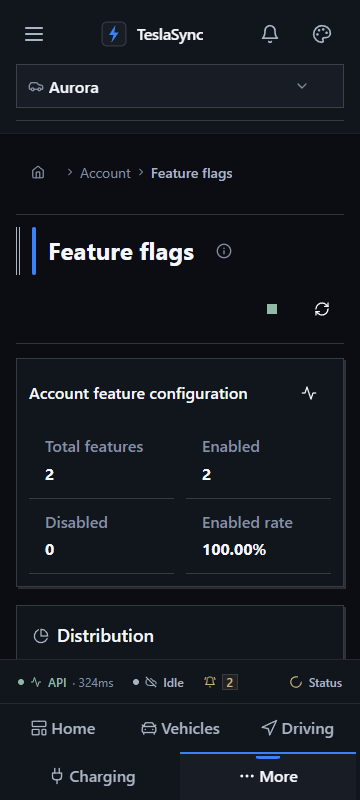 TeslaSync
Aurora
Account
Feature flags
Feature flags
Account feature configuration
Total features
Enabled
2
2
Disabled
Enabled rate
0
100.00%
Distribution
API · 324ms
Idle
2
Status
Home
Vehicles
Driving
Charging
More